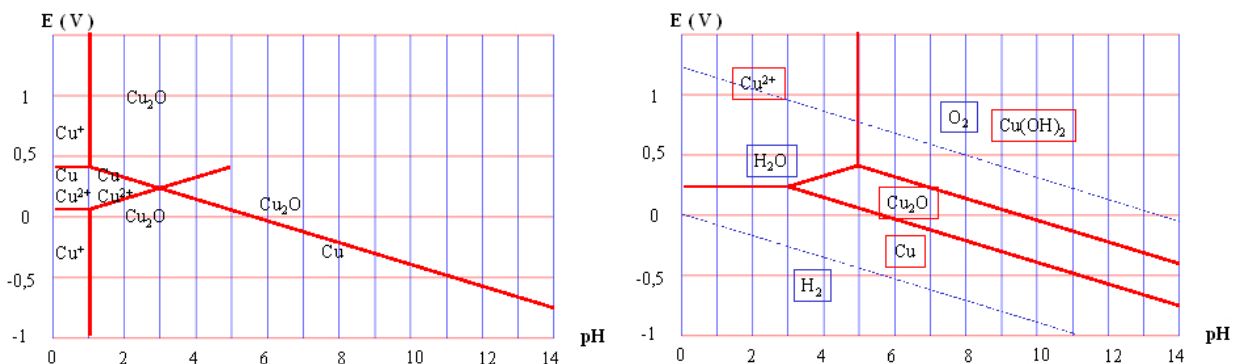 E (V)
1
0,5
0
-0,5
-1
0 2 4 6 8 10 12 14
pH
Cu₂O
Cu⁺
Cu Cu
Cu²⁺ Cu²⁺
Cu₂O
Cu⁺
Cu₂O
Cu
E (V)
1
0,5
0
-0,5
-1
0 2 4 6 8 10 12 14
pH
Cu²⁺
O₂ Cu(OH)₂
H₂O
Cu₂O
Cu
H₂